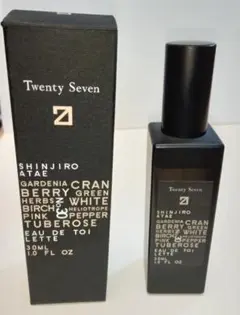 Twenty Seven
SHINJIRO
ATAE
GARDENIA CRAN
BERRY GREEN
HERBS WHITE
BIRCH HELIOTROPE
PINK PEPPER
TUBEROSE
EAU DE TOI
LETTE
30ML
1.0 FL OZ
Twenty Seven
SHINJIRO
ATAE
GARDENIA CRAN
BERRY GREEN
HERBS WHITE
BIRCH
PINK PEPPER
TUBEROSE
EAU DE TOI
LETTE
30ML
1.0 FL OZ